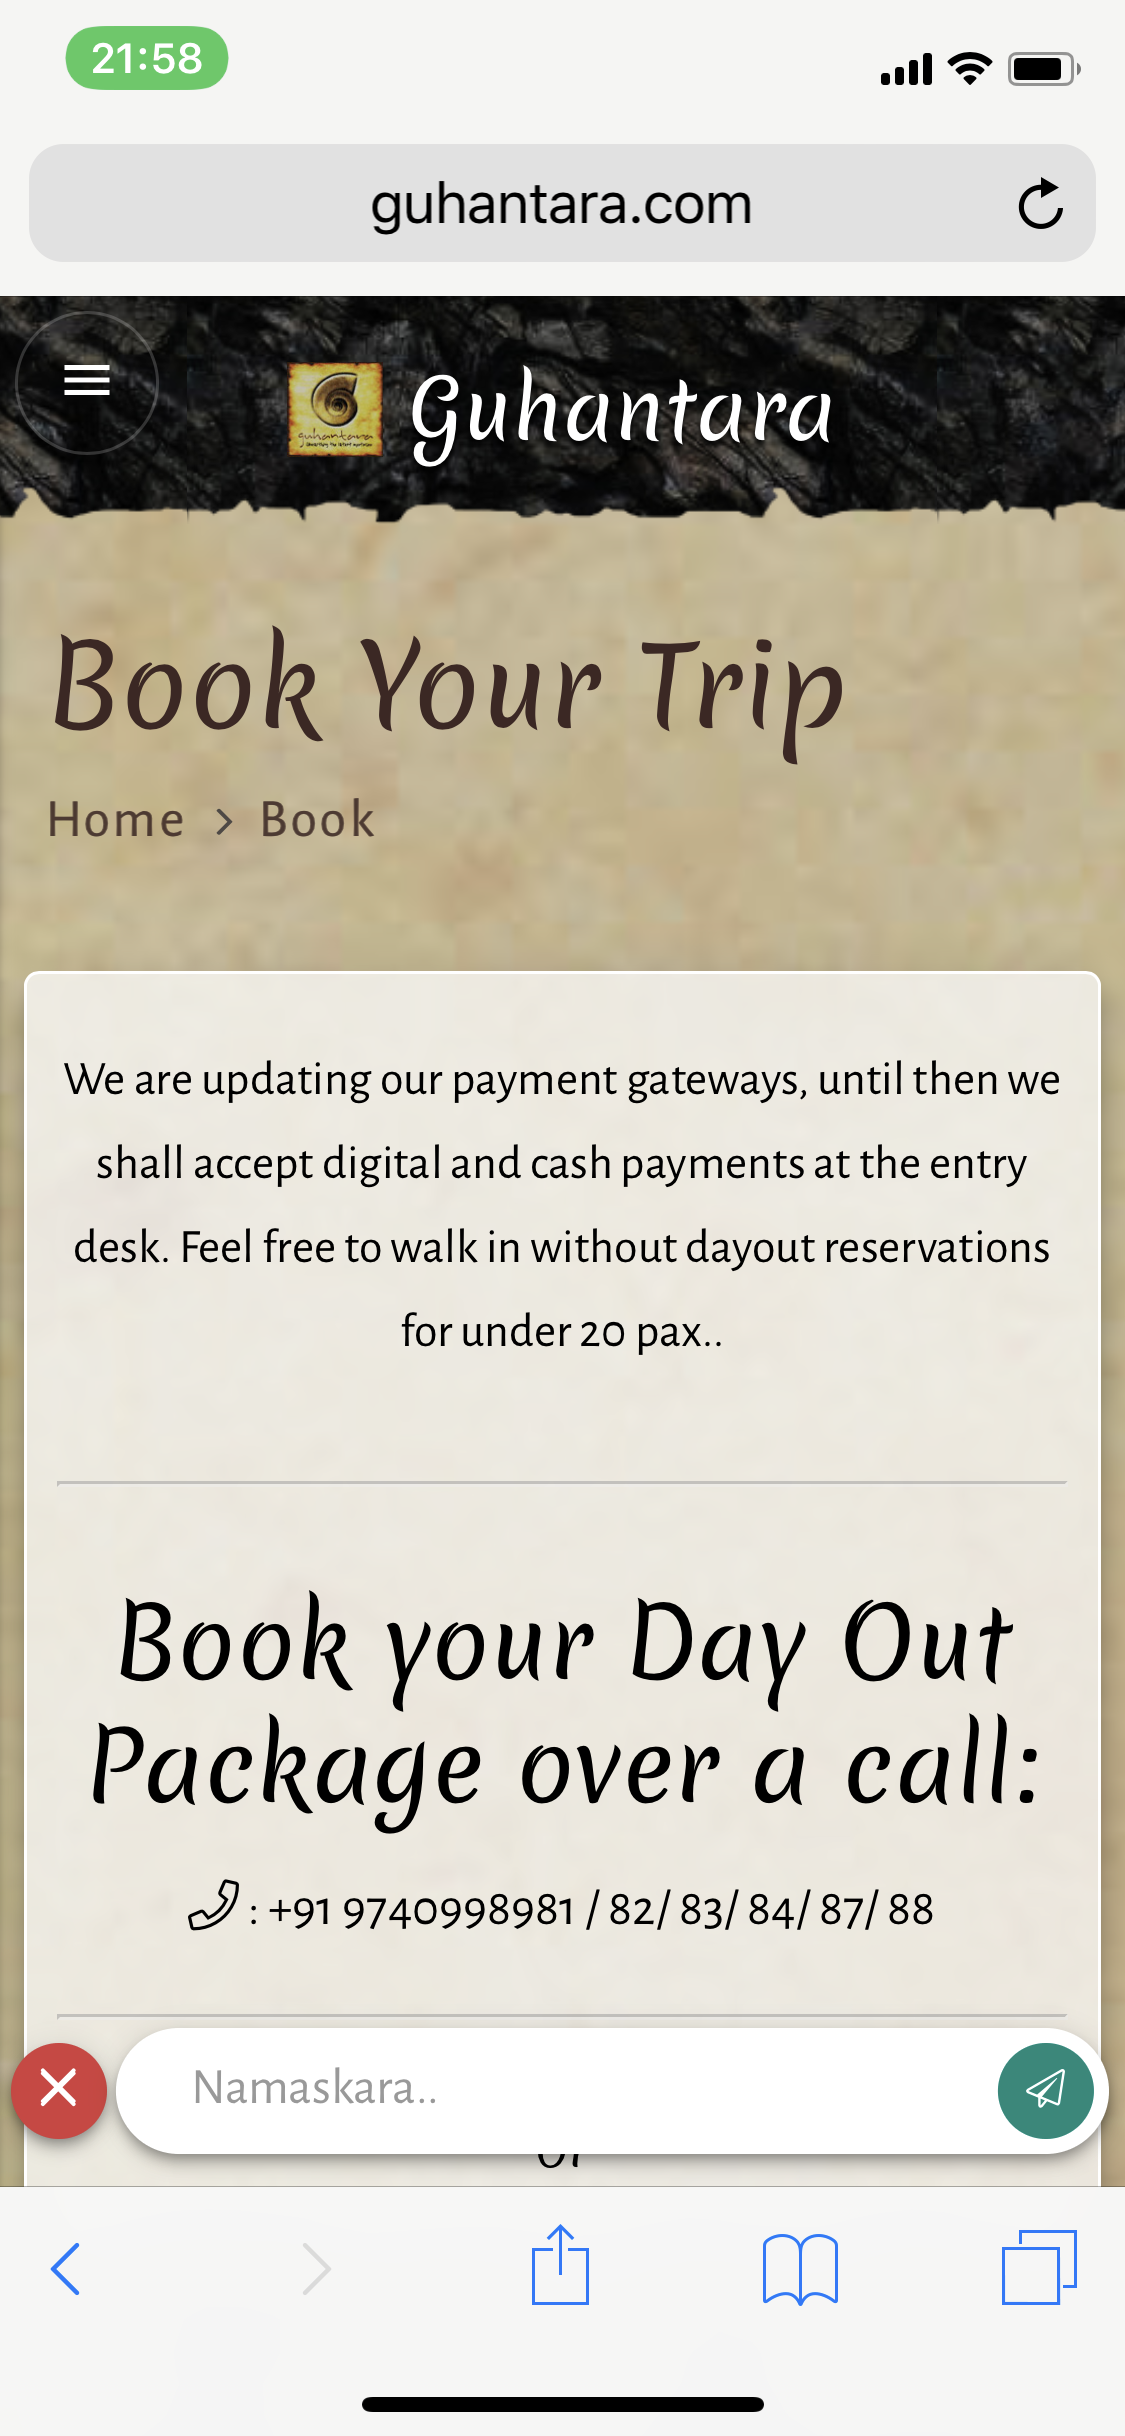 21:58
guhantara.com
guhantara
Guhantara
Book Your Trip
Home > Book
We are updating our payment gateways, until then we
shall accept digital and cash payments at the entry
desk. Feel free to walk in without dayout reservations
for under 20 pax..
Book your Day Out
Package over a call:
: +91 9740998981 / 82/ 83/ 84/ 87/ 88
Namaskara..